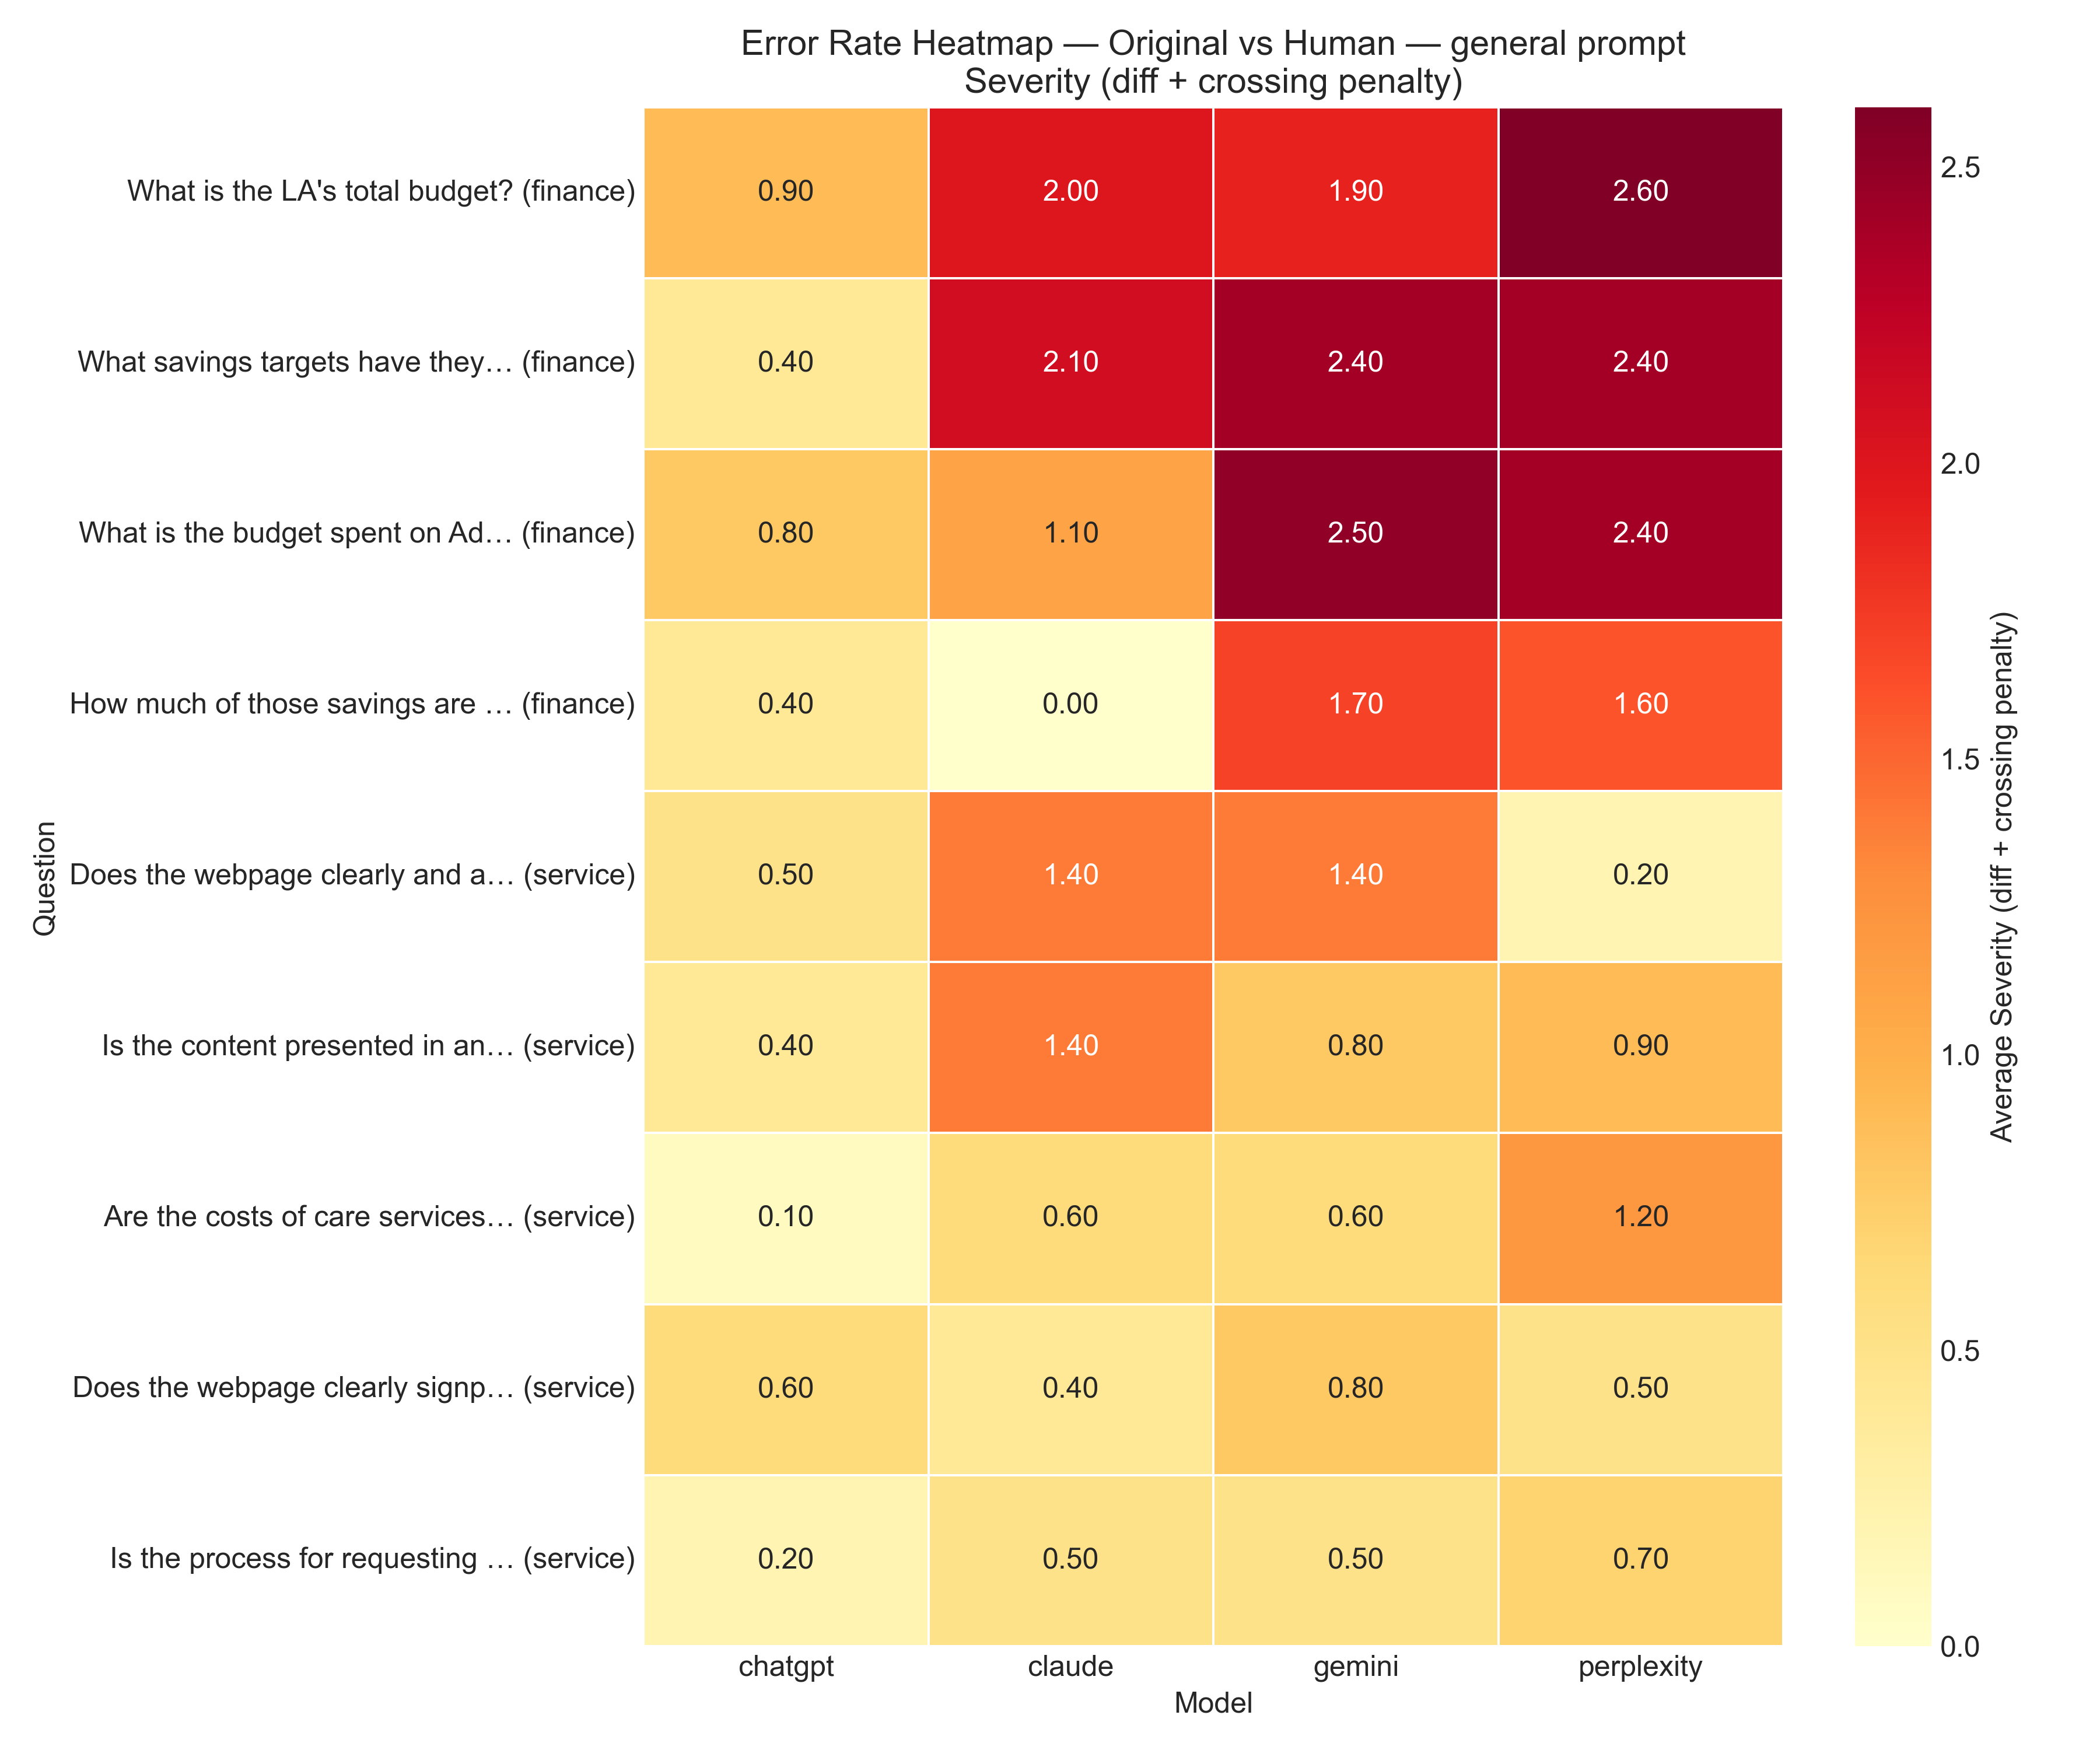 Error Rate Heatmap — Original vs Human — general prompt
Severity (diff + crossing penalty)
What is the LA's total budget? (finance) 0.90 2.00 1.90 2.60
What savings targets have they… (finance) 0.40 2.10 2.40 2.40
What is the budget spent on Ad… (finance) 0.80 1.10 2.50 2.40
How much of those savings are … (finance) 0.40 0.00 1.70 1.60
Does the webpage clearly and a… (service) 0.50 1.40 1.40 0.20
Is the content presented in an… (service) 0.40 1.40 0.80 0.90
Are the costs of care services… (service) 0.10 0.60 0.60 1.20
Does the webpage clearly signp… (service) 0.60 0.40 0.80 0.50
Is the process for requesting … (service) 0.20 0.50 0.50 0.70
chatgpt claude gemini perplexity
Model
Question
2.5
2.0
1.5
1.0
0.5
0.0
Average Severity (diff + crossing penalty)